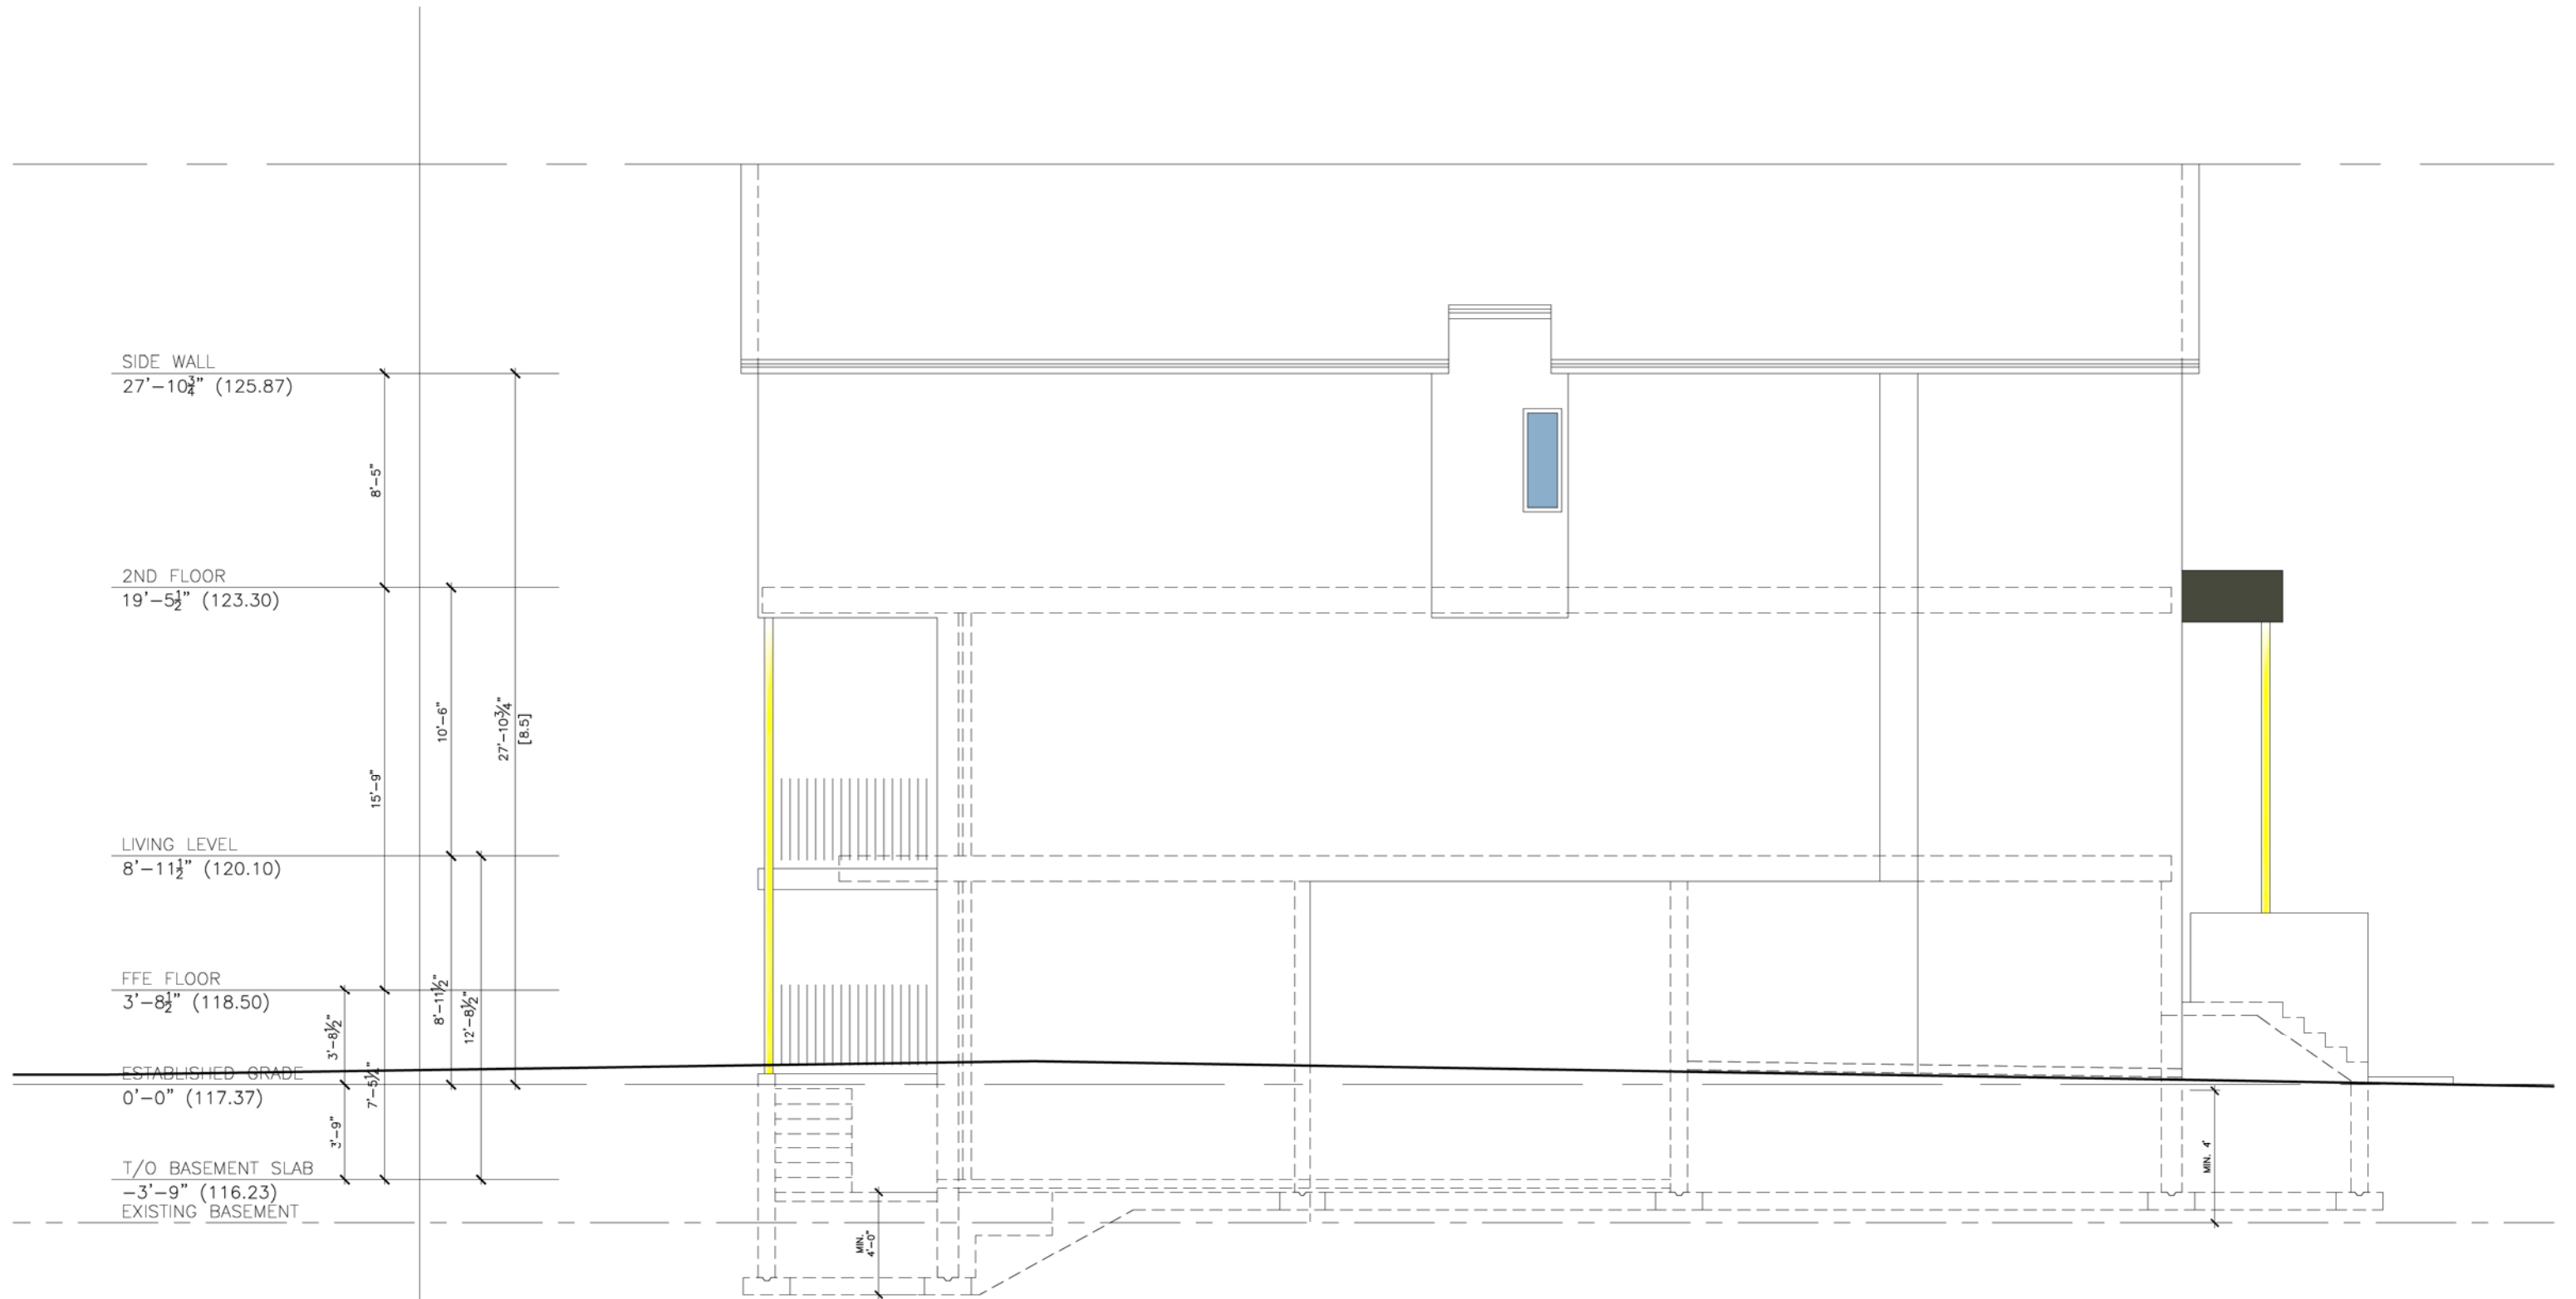 SIDE WALL
27'-10¾" (125.87)
8'-5"
2ND FLOOR
19'-5½" (123.30)
10'-6"
27'-10¾"
[8.5]
15'-9"
LIVING LEVEL
8'-11½" (120.10)
FFE FLOOR
3'-8½" (118.50)
3'-8½"
8'-11½"
12'-8½"
ESTABLISHED GRADE
0'-0" (117.37)
7'-5½"
3'-9"
T/O BASEMENT SLAB
-3'-9" (116.23)
EXISTING BASEMENT
MIN.
4'-0"
MIN. 4'